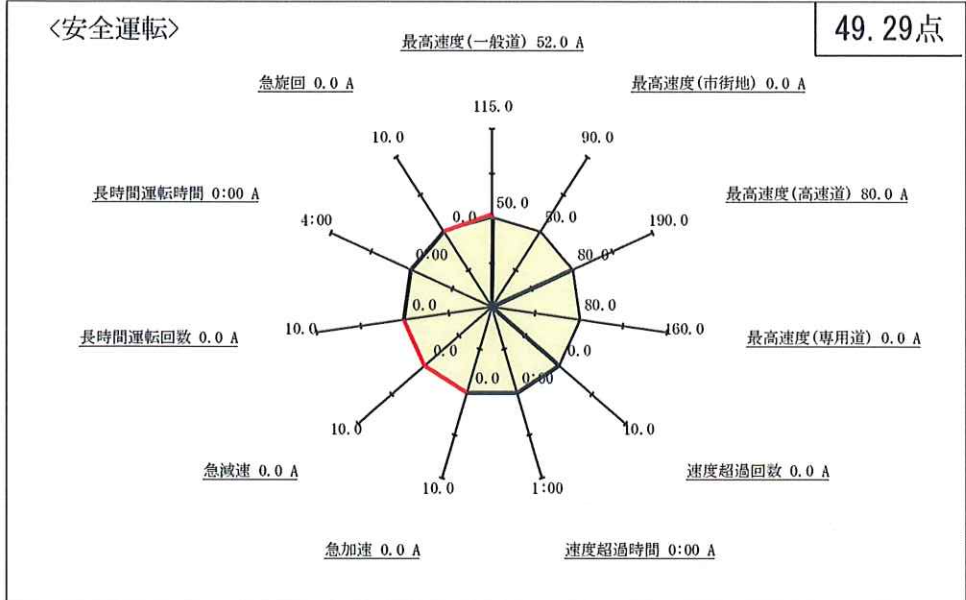 <安全運転>
49.29点
最高速度(一般道) 52.0 A
急旋回 0.0 A
最高速度(市街地) 0.0 A
115.0
10.0
90.0
長時間運転時間 0:00 A
最高速度(高速道) 80.0 A
4:00
0.0
50.0
50.0
190.0
0:00
80.0
長時間運転回数 0.0 A
10.0
0.0
80.0
160.0
最高速度(専用道) 0.0 A
0.0
0.0
0.0
0:00
10.0
10.0
急減速 0.0 A
10.0
1:00
速度超過回数 0.0 A
急加速 0.0 A
速度超過時間 0:00 A